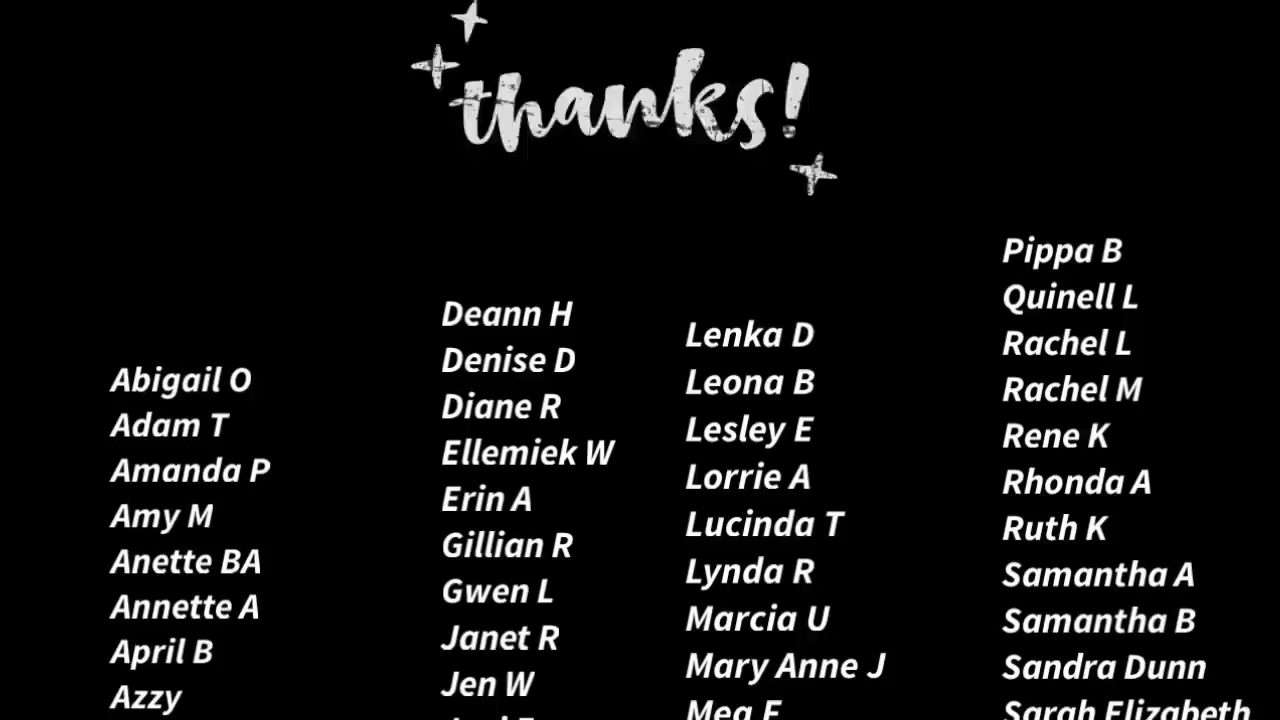 thanks!
Abigail O
Adam T
Amanda P
Amy M
Anette BA
Annette A
April B
Azzy
Deann H
Denise D
Diane R
Ellemiek W
Erin A
Gillian R
Gwen L
Janet R
Jen W
Lenka D
Leona B
Lesley E
Lorrie A
Lucinda T
Lynda R
Marcia U
Mary Anne J
Meg
Pippa B
Quinell L
Rachel L
Rachel M
Rene K
Rhonda A
Ruth K
Samantha A
Samantha B
Sandra Dunn
Sarah Elizabeth